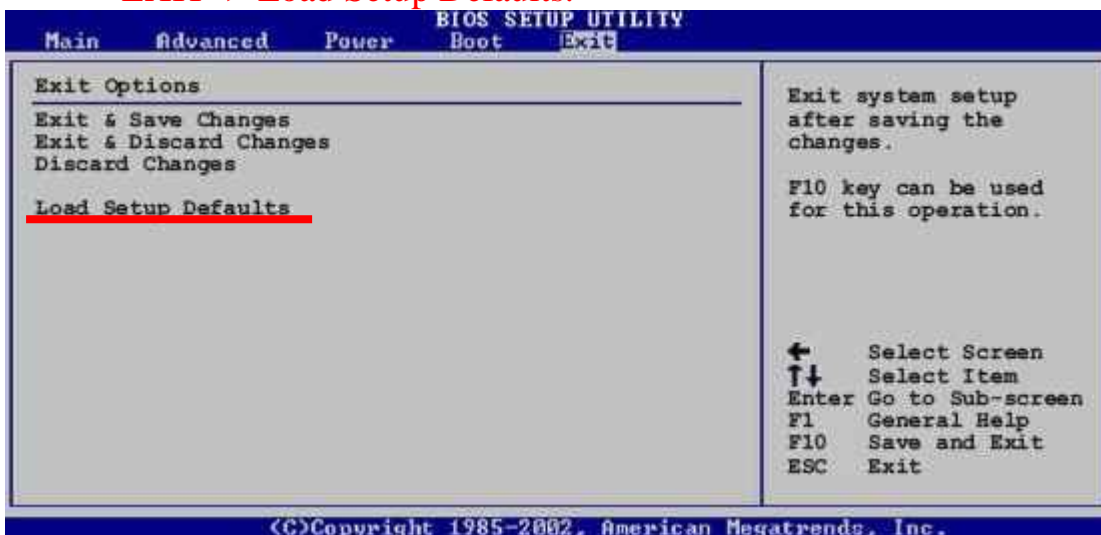 Load Setup Defaults.
BIOS SETUP UTILITY
Main Advanced Power Boot Exit
Exit Options
Exit & Save Changes
Exit & Discard Changes
Discard Changes
Load Setup Defaults
Exit system setup
after saving the
changes.
F10 key can be used
for this operation.
← Select Screen
↑↓ Select Item
Enter Go to Sub-screen
F1 General Help
F10 Save and Exit
ESC Exit
(C)Copyright 1985-2002, American Megatrends, Inc.